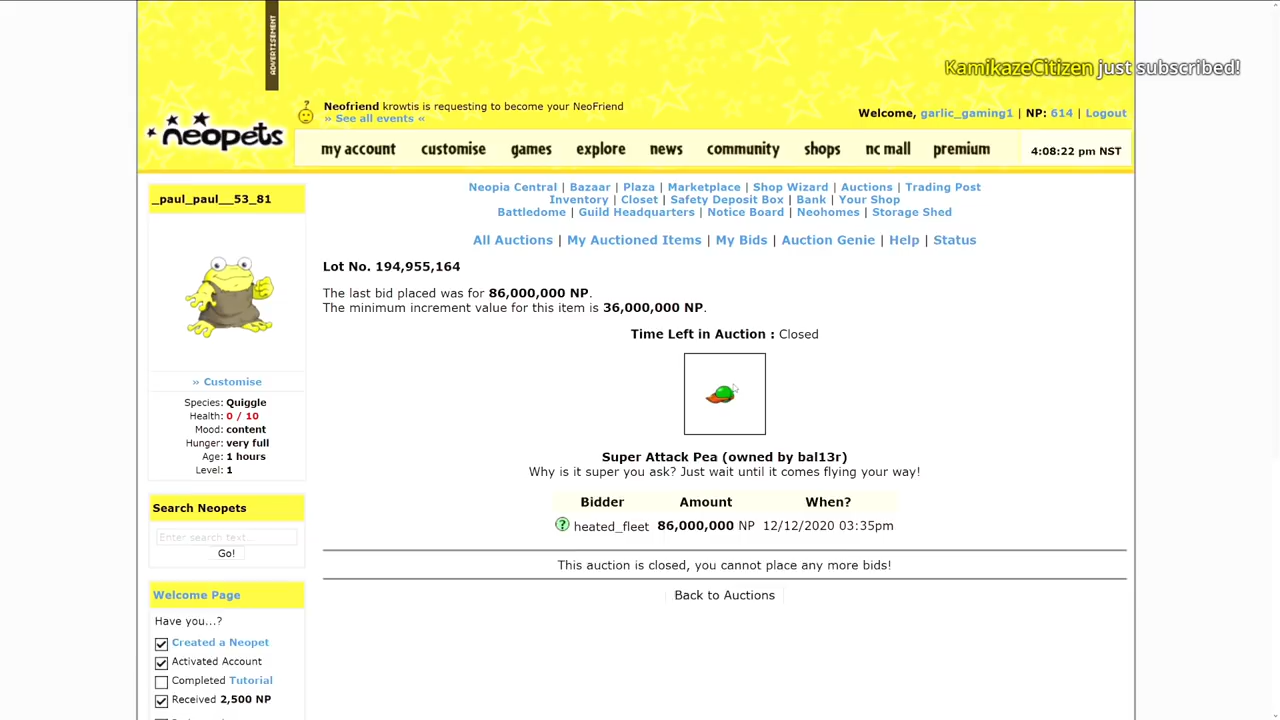 ADVERTISEMENT
KamikazeCitizen just subscribed!
Neofriend krowtis is requesting to become your NeoFriend
» See all events «
Welcome, garlic_gaming1 | NP: 614 | Logout
neopets
my account customise games explore news community shops nc mall premium 4:08:22 pm NST
_paul_paul__53_81
» Customise
Species: Quiggle
Health: 0 / 10
Mood: content
Hunger: very full
Age: 1 hours
Level: 1
Search Neopets
Enter search text...
Go!
Welcome Page
Have you...?
Created a Neopet
Activated Account
Completed Tutorial
Received 2,500 NP
Neopia Central | Bazaar | Plaza | Marketplace | Shop Wizard | Auctions | Trading Post
Inventory | Closet | Safety Deposit Box | Bank | Your Shop
Battledome | Guild Headquarters | Notice Board | Neohomes | Storage Shed
All Auctions | My Auctioned Items | My Bids | Auction Genie | Help | Status
Lot No. 194,955,164
The last bid placed was for 86,000,000 NP.
The minimum increment value for this item is 36,000,000 NP.
Time Left in Auction : Closed
Super Attack Pea (owned by bal13r)
Why is it super you ask? Just wait until it comes flying your way!
Bidder Amount When?
? heated_fleet 86,000,000 NP 12/12/2020 03:35pm
This auction is closed, you cannot place any more bids!
Back to Auctions